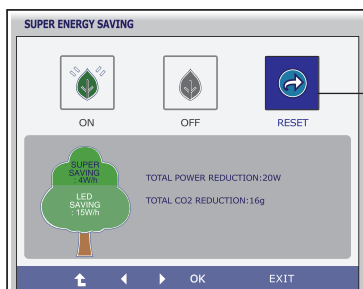 SUPER ENERGY SAVING
ON OFF RESET
SUPER
SAVING
: 4W/h
LED
SAVING
: 15W/h
TOTAL POWER REDUCTION:20W
TOTAL CO2 REDUCTION:16g
OK EXIT